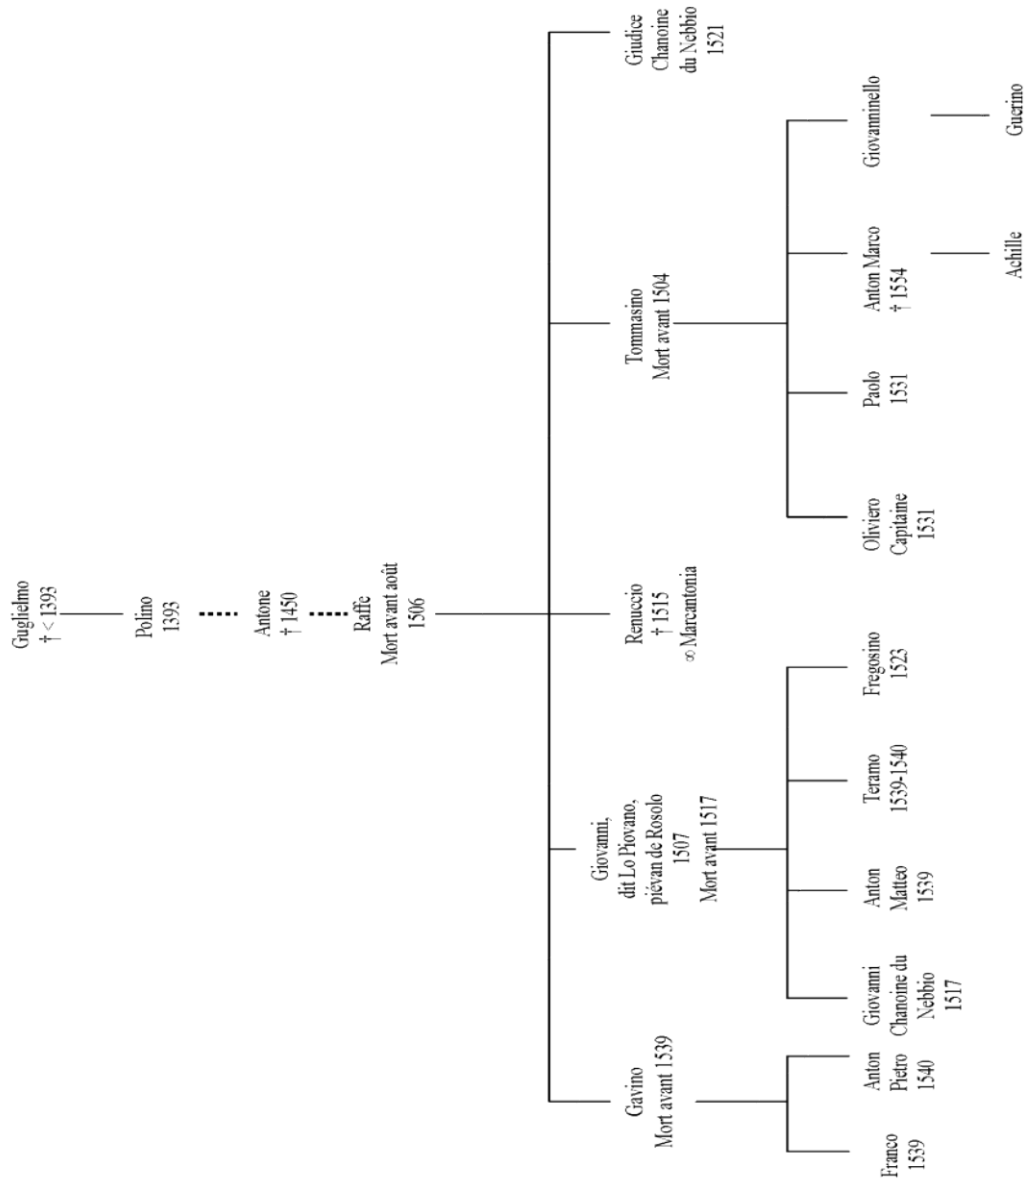 Guglielmo
† < 1393
Polino
1393
Antone
† 1450
Raffe
Mort avant août
1506
Gavino
Mort avant 1539
Giovanni,
dit Lo Piovano,
piévan de Rosolo
1507
Mort avant 1517
Renuccio
† 1515
∞ Marcantonia
Tommasino
Mort avant 1504
Giudice
Chanoine
du Nebbio
1521
Franco
1539
Anton
Pietro
1540
Giovanni
Chanoine du
Nebbio
1517
Anton
Matteo
1539
Teramo
1539-1540
Fregosino
1523
Oliviero
Capitaine
1531
Paolo
1531
Anton Marco
† 1554
Giovanninello
Achille
Guerino